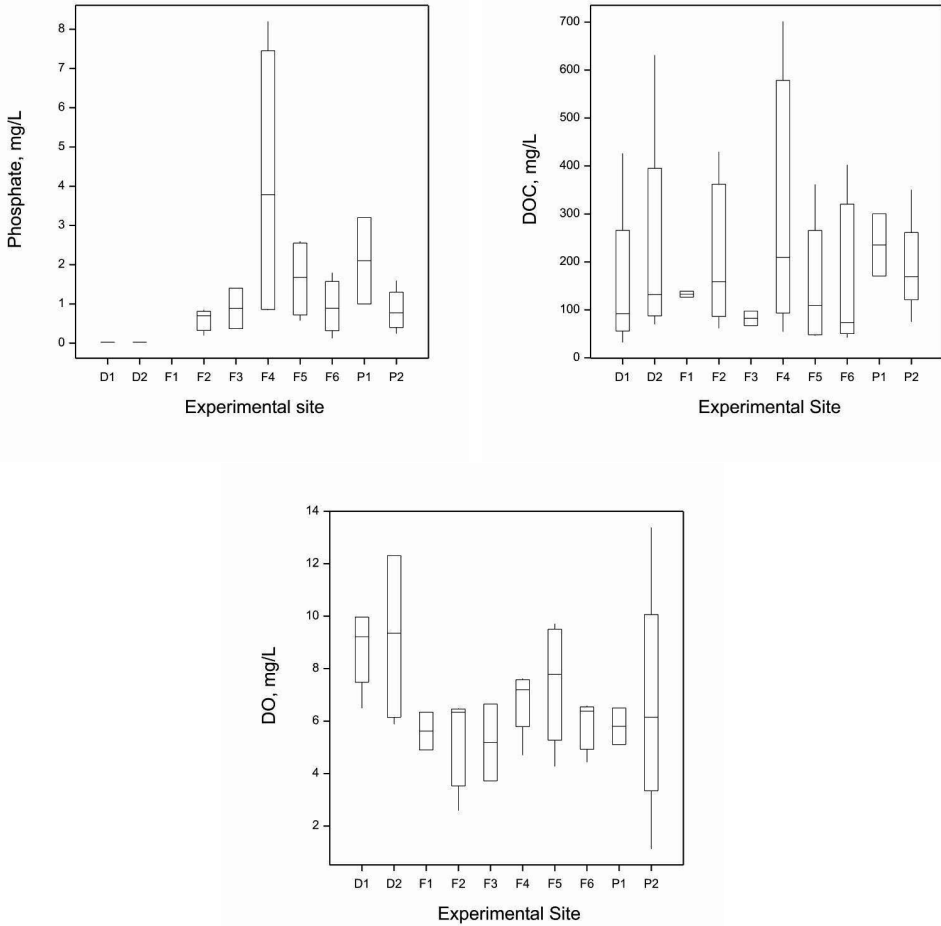 Phosphate, mg/L
8
7
6
5
4
3
2
1
0
D1 D2 F1 F2 F3 F4 F5 F6 P1 P2
Experimental site
DOC, mg/L
700
600
500
400
300
200
100
0
D1 D2 F1 F2 F3 F4 F5 F6 P1 P2
Experimental Site
DO, mg/L
14
12
10
8
6
4
2
D1 D2 F1 F2 F3 F4 F5 F6 P1 P2
Experimental Site